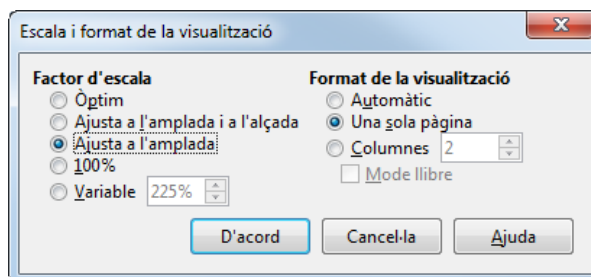 Escala i format de la visualització
Factor d'escala
Òptim
Ajusta a l'amplada i a l'alçada
Ajusta a l'amplada
100%
Variable 225%
Format de la visualització
Automàtic
Una sola pàgina
Columnes 2
Mode llibre
D'acord Cancel·la Ajuda